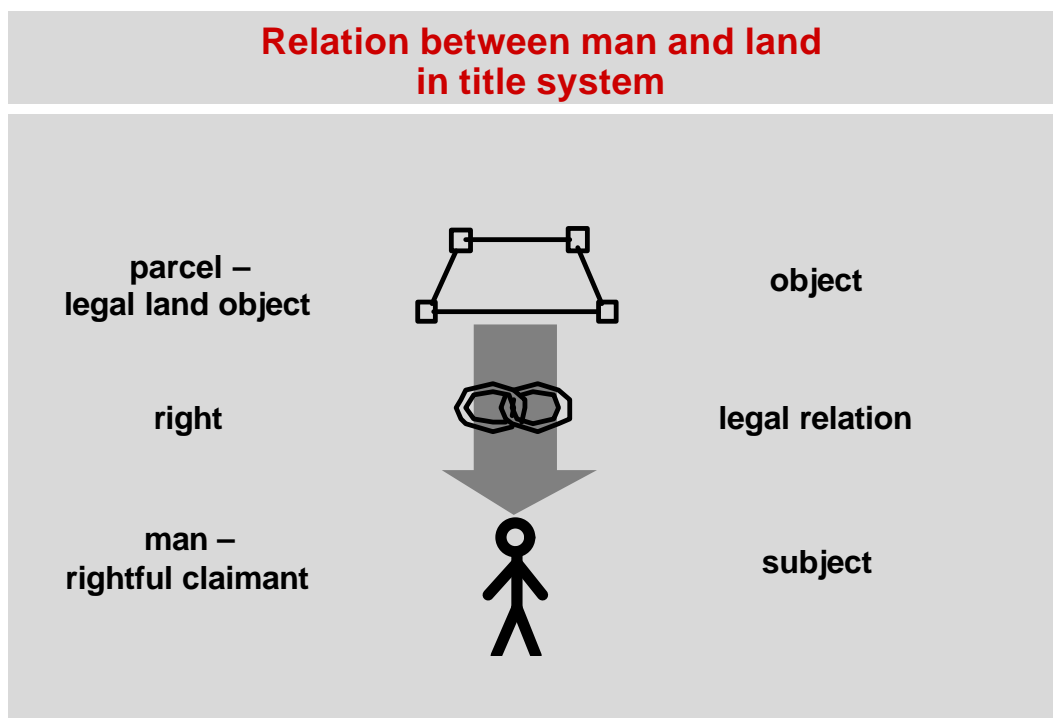 Relation between man and land
in title system
parcel –
legal land object
object
right
legal relation
man –
rightful claimant
subject